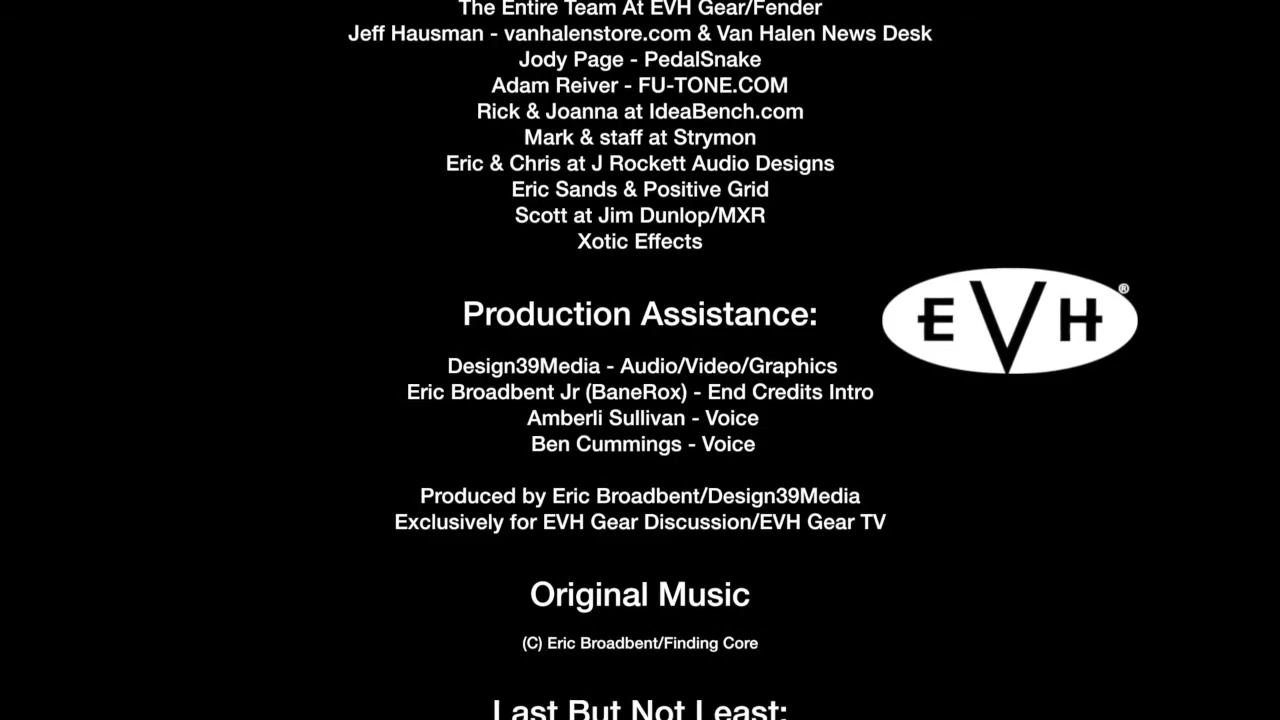 The Entire Team At EVH Gear/Fender
Jeff Hausman - vanhalenstore.com & Van Halen News Desk
Jody Page - PedalSnake
Adam Reiver - FU-TONE.COM
Rick & Joanna at IdeaBench.com
Mark & staff at Strymon
Eric & Chris at J Rockett Audio Designs
Eric Sands & Positive Grid
Scott at Jim Dunlop/MXR
Xotic Effects
Production Assistance:
EVH®
Design39Media - Audio/Video/Graphics
Eric Broadbent Jr (BaneRox) - End Credits Intro
Amberli Sullivan - Voice
Ben Cummings - Voice
Produced by Eric Broadbent/Design39Media
Exclusively for EVH Gear Discussion/EVH Gear TV
Original Music
(C) Eric Broadbent/Finding Core
Last But Not Least: